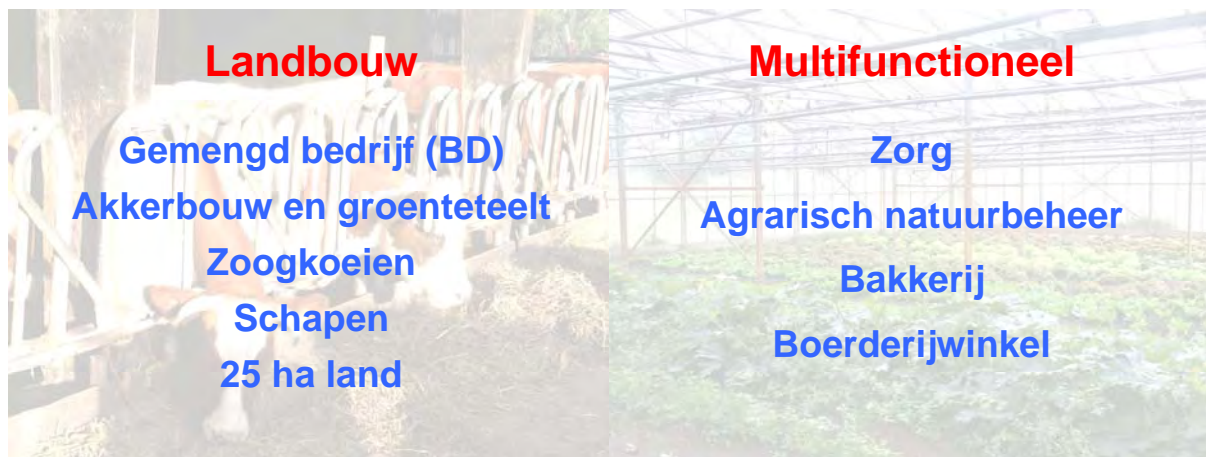 Landbouw
Gemengd bedrijf (BD)
Akkerbouw en groenteteelt
Zoogkoeien
Schapen
25 ha land
Multifunctioneel
Zorg
Agrarisch natuurbeheer
Bakkerij
Boerderijwinkel